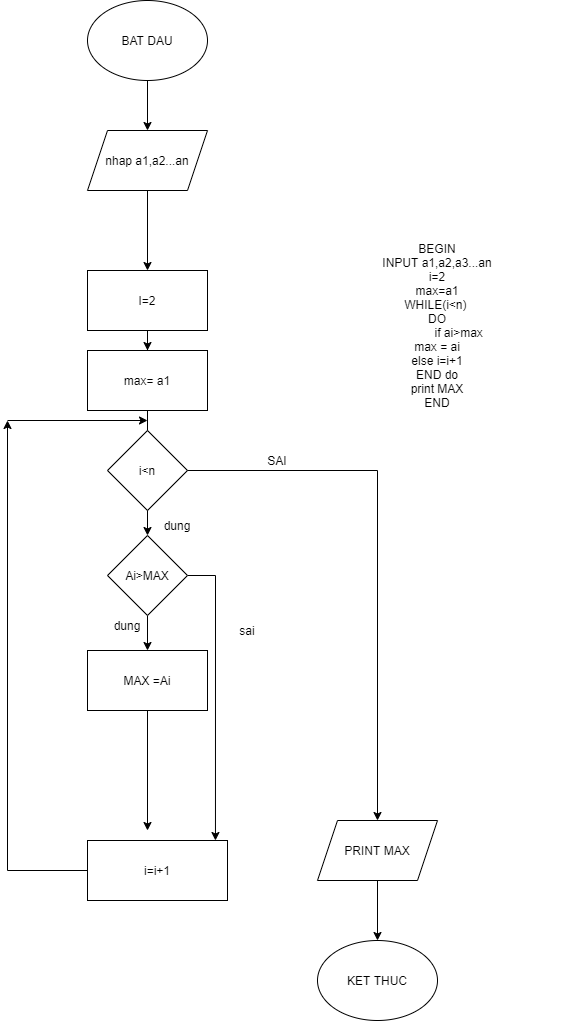 BAT DAU
nhap a1,a2...an
I=2
max= a1
i<n
SAI
dung
Ai>MAX
dung
sai
MAX =Ai
i=i+1
PRINT MAX
KET THUC
BEGIN
INPUT a1,a2,a3...an
i=2
max=a1
WHILE(i<n)
DO
if ai>max
max = ai
else i=i+1
END do
print MAX
END